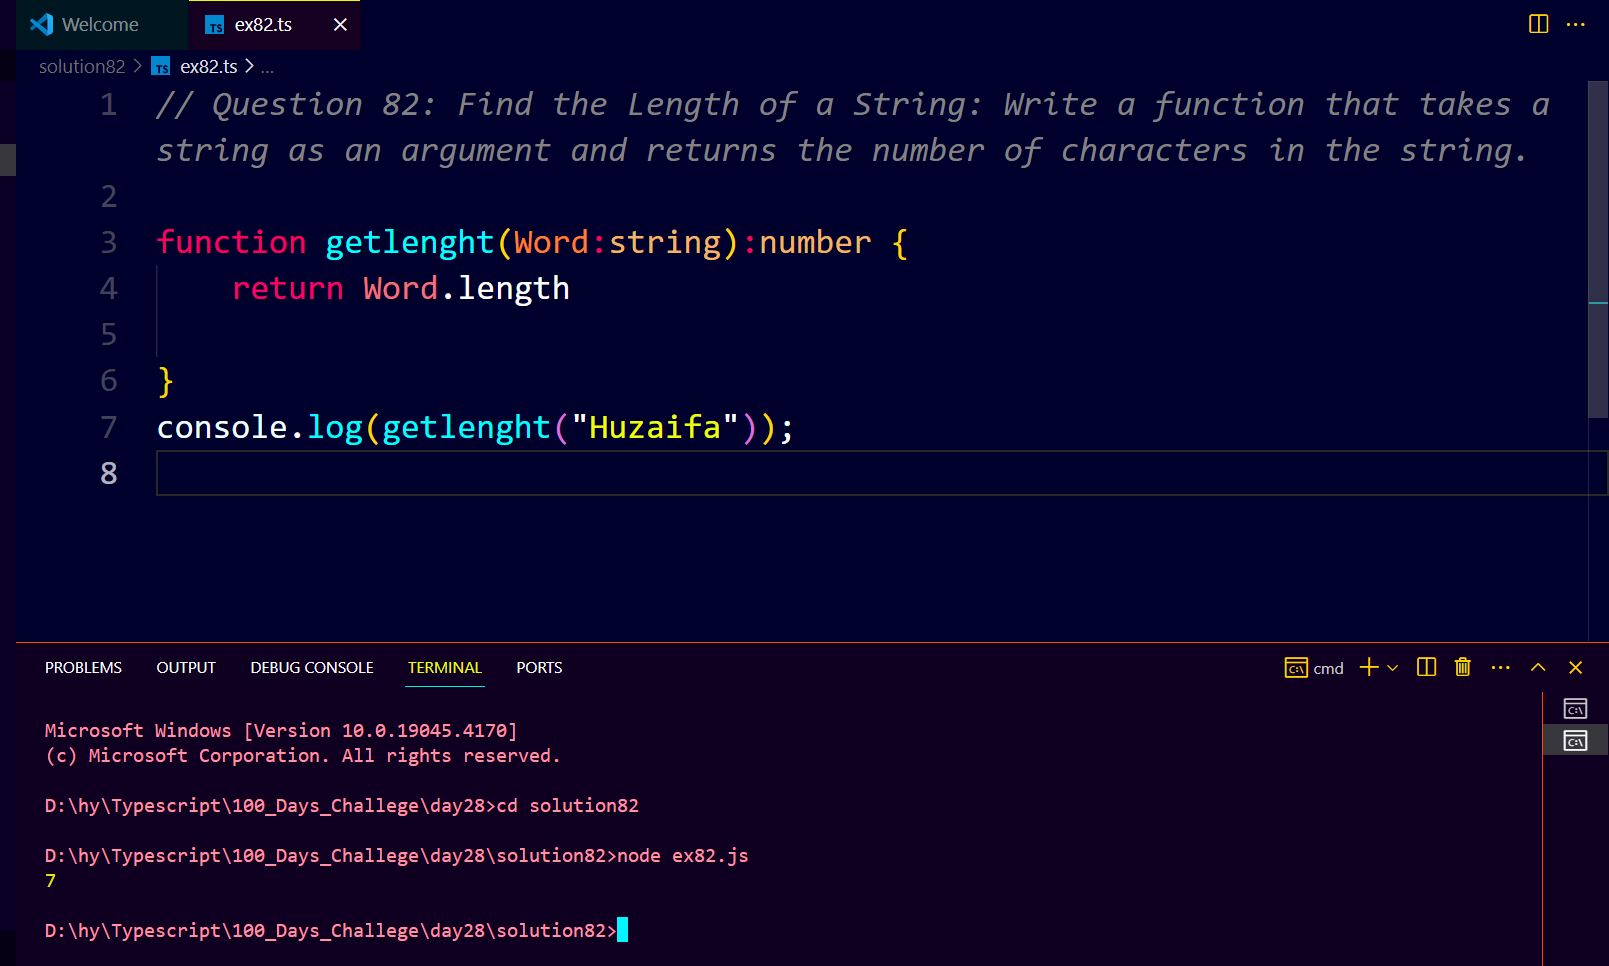 Welcome
TS ex82.ts
solution82 > TS ex82.ts > ...
1 // Question 82: Find the Length of a String: Write a function that takes a
string as an argument and returns the number of characters in the string.
2
3 function getlenght(Word:string):number {
4 return Word.length
5
6 }
7 console.log(getlenght("Huzaifa"));
8
PROBLEMS OUTPUT DEBUG CONSOLE TERMINAL PORTS
cmd
Microsoft Windows [Version 10.0.19045.4170]
(c) Microsoft Corporation. All rights reserved.
D:\hy\Typescript\100_Days_Challege\day28>cd solution82
D:\hy\Typescript\100_Days_Challege\day28\solution82>node ex82.js
7
D:\hy\Typescript\100_Days_Challege\day28\solution82>